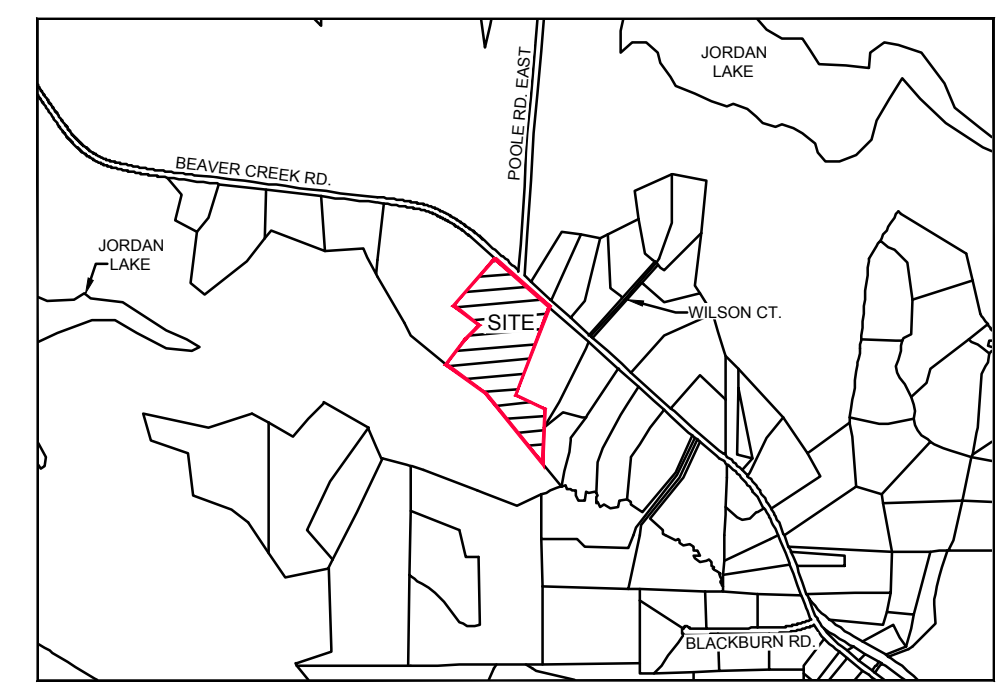 JORDAN
LAKE
POOLE RD. EAST
BEAVER CREEK RD.
JORDAN
LAKE
SITE
WILSON CT.
BLACKBURN RD.